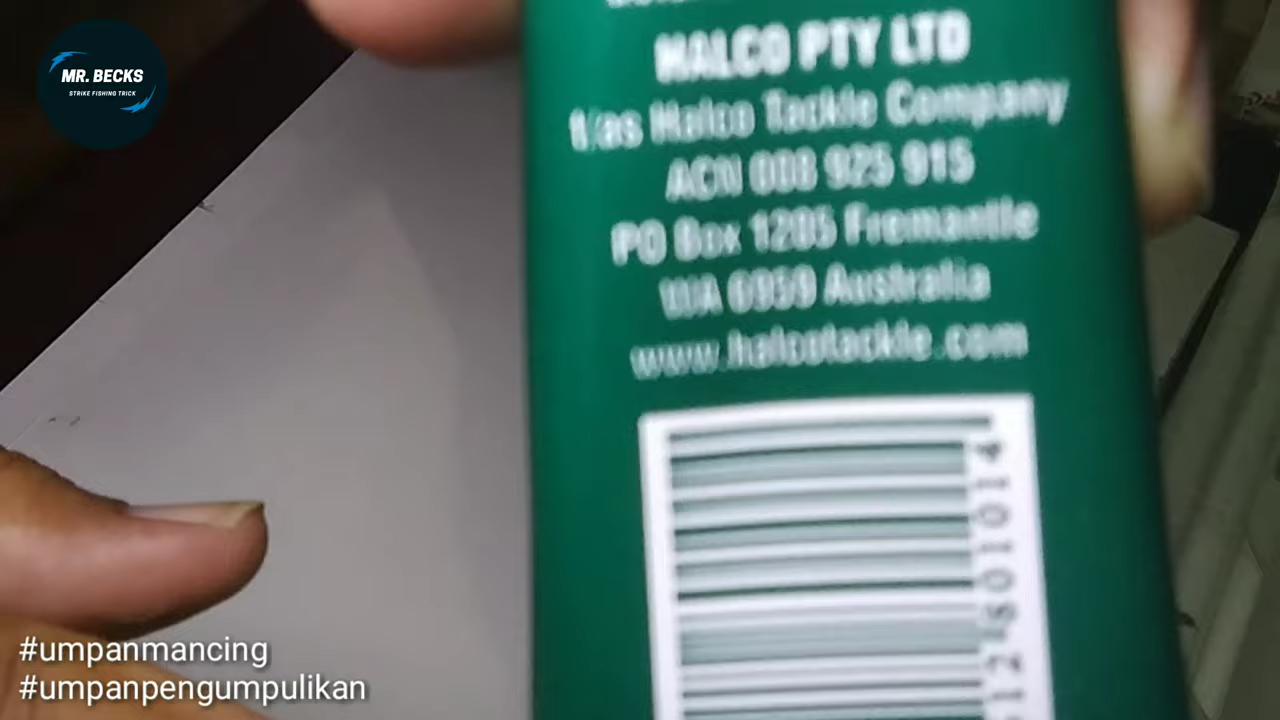 MR. BECKS
STRIKE FISHING TRICK
HALCO PTY LTD
t/as Halco Tackle Company
ACN 008 925 915
PO Box 1285 Fremantle
WA 6959 Australia
www.halcotackle.com
#umpanmancing
#umpanpengumpulikan